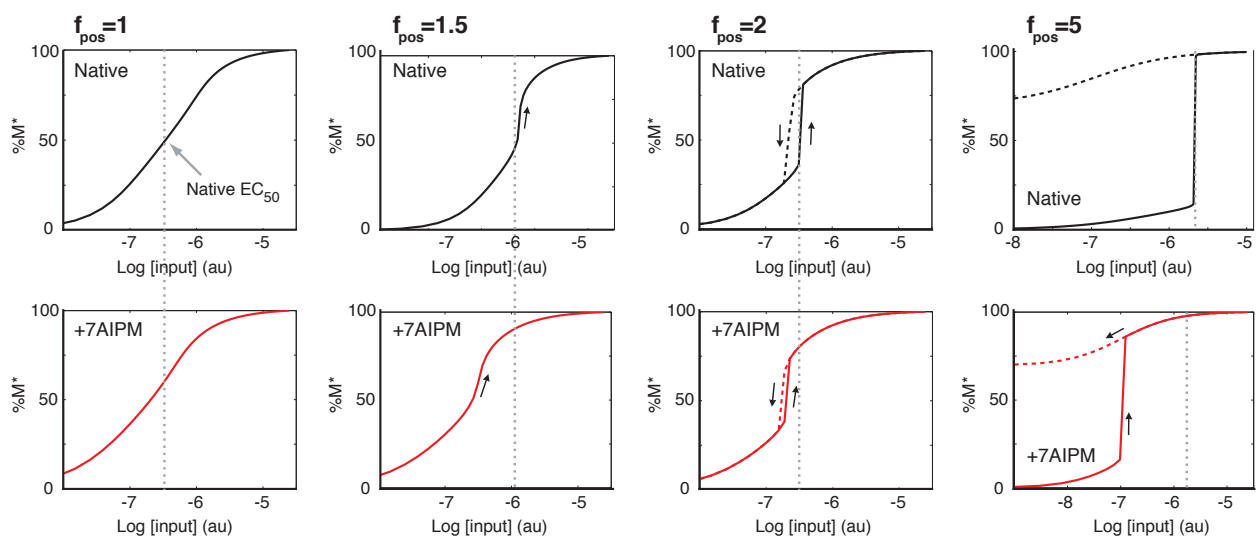 fpos=1
fpos=1.5
fpos=2
fpos=5
100
Native
50
0
%M*
Native EC50
-7 -6 -5
Log [input] (au)
100
Native
50
0
%M*
-7 -6 -5
Log [input] (au)
100
Native
50
0
%M*
-7 -6 -5
Log [input] (au)
100
50
0
%M*
Native
-8 -7 -6 -5
Log [input] (au)
100
+7AIPM
50
0
%M*
-7 -6 -5
Log [input] (au)
100
+7AIPM
50
0
%M*
-7 -6 -5
Log [input] (au)
100
+7AIPM
50
0
%M*
-7 -6 -5
Log [input] (au)
100
50
0
%M*
+7AIPM
-8 -7 -6 -5
Log [input] (au)